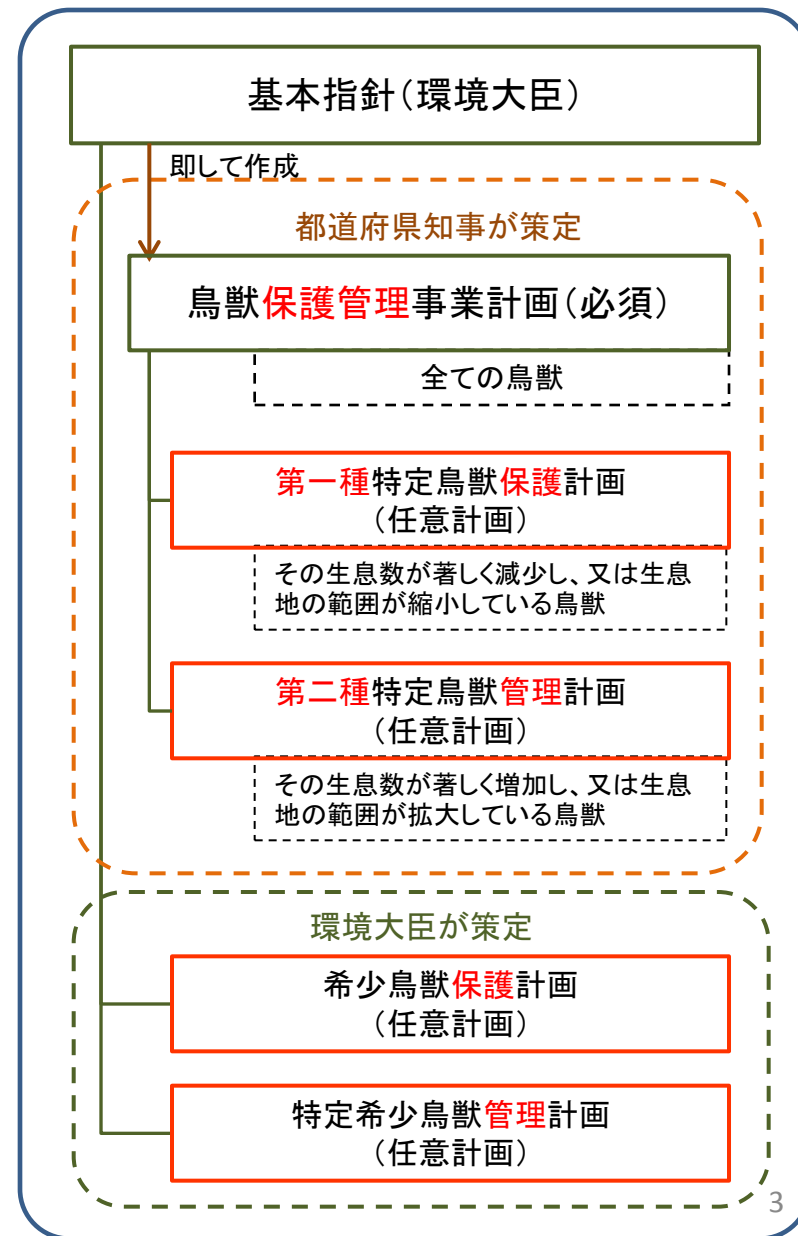 基本指針（環境大臣）
即して作成
都道府県知事が策定
鳥獣保護管理事業計画（必須）
全ての鳥獣
第一種特定鳥獣保護計画
（任意計画）
その生息数が著しく減少し、又は生息
地の範囲が縮小している鳥獣
第二種特定鳥獣管理計画
（任意計画）
その生息数が著しく増加し、又は生息
地の範囲が拡大している鳥獣
環境大臣が策定
希少鳥獣保護計画
（任意計画）
特定希少鳥獣管理計画
（任意計画）
3